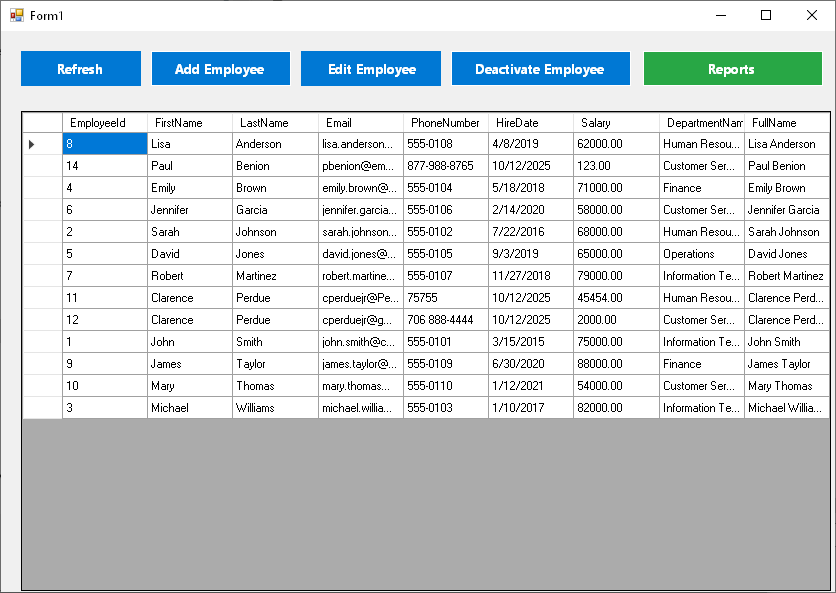 Form1
Refresh Add Employee Edit Employee Deactivate Employee Reports
EmployeeId FirstName LastName Email PhoneNumber HireDate Salary DepartmentNam FullName
8 Lisa Anderson lisa.anderson... 555-0108 4/8/2019 62000.00 Human Resou... Lisa Anderson
14 Paul Benion pbenion@em... 877-988-8765 10/12/2025 123.00 Customer Ser... Paul Benion
4 Emily Brown emily.brown@... 555-0104 5/18/2018 71000.00 Finance Emily Brown
6 Jennifer Garcia jennifer.garcia... 555-0106 2/14/2020 58000.00 Customer Ser... Jennifer Garcia
2 Sarah Johnson sarah.johnson... 555-0102 7/22/2016 68000.00 Human Resou... Sarah Johnson
5 David Jones david.jones@... 555-0105 9/3/2019 65000.00 Operations David Jones
7 Robert Martinez robert.martine... 555-0107 11/27/2018 79000.00 Information Te... Robert Martinez
11 Clarence Perdue cperduejr@Pe... 75755 10/12/2025 45454.00 Human Resou... Clarence Perd...
12 Clarence Perdue cperduejr@g... 706 888-4444 10/12/2025 2000.00 Customer Ser... Clarence Perd...
1 John Smith john.smith@c... 555-0101 3/15/2015 75000.00 Information Te... John Smith
9 James Taylor james.taylor@... 555-0109 6/30/2020 88000.00 Finance James Taylor
10 Mary Thomas mary.thomas... 555-0110 1/12/2021 54000.00 Customer Ser... Mary Thomas
3 Michael Williams michael.willia... 555-0103 1/10/2017 82000.00 Information Te... Michael Willia...